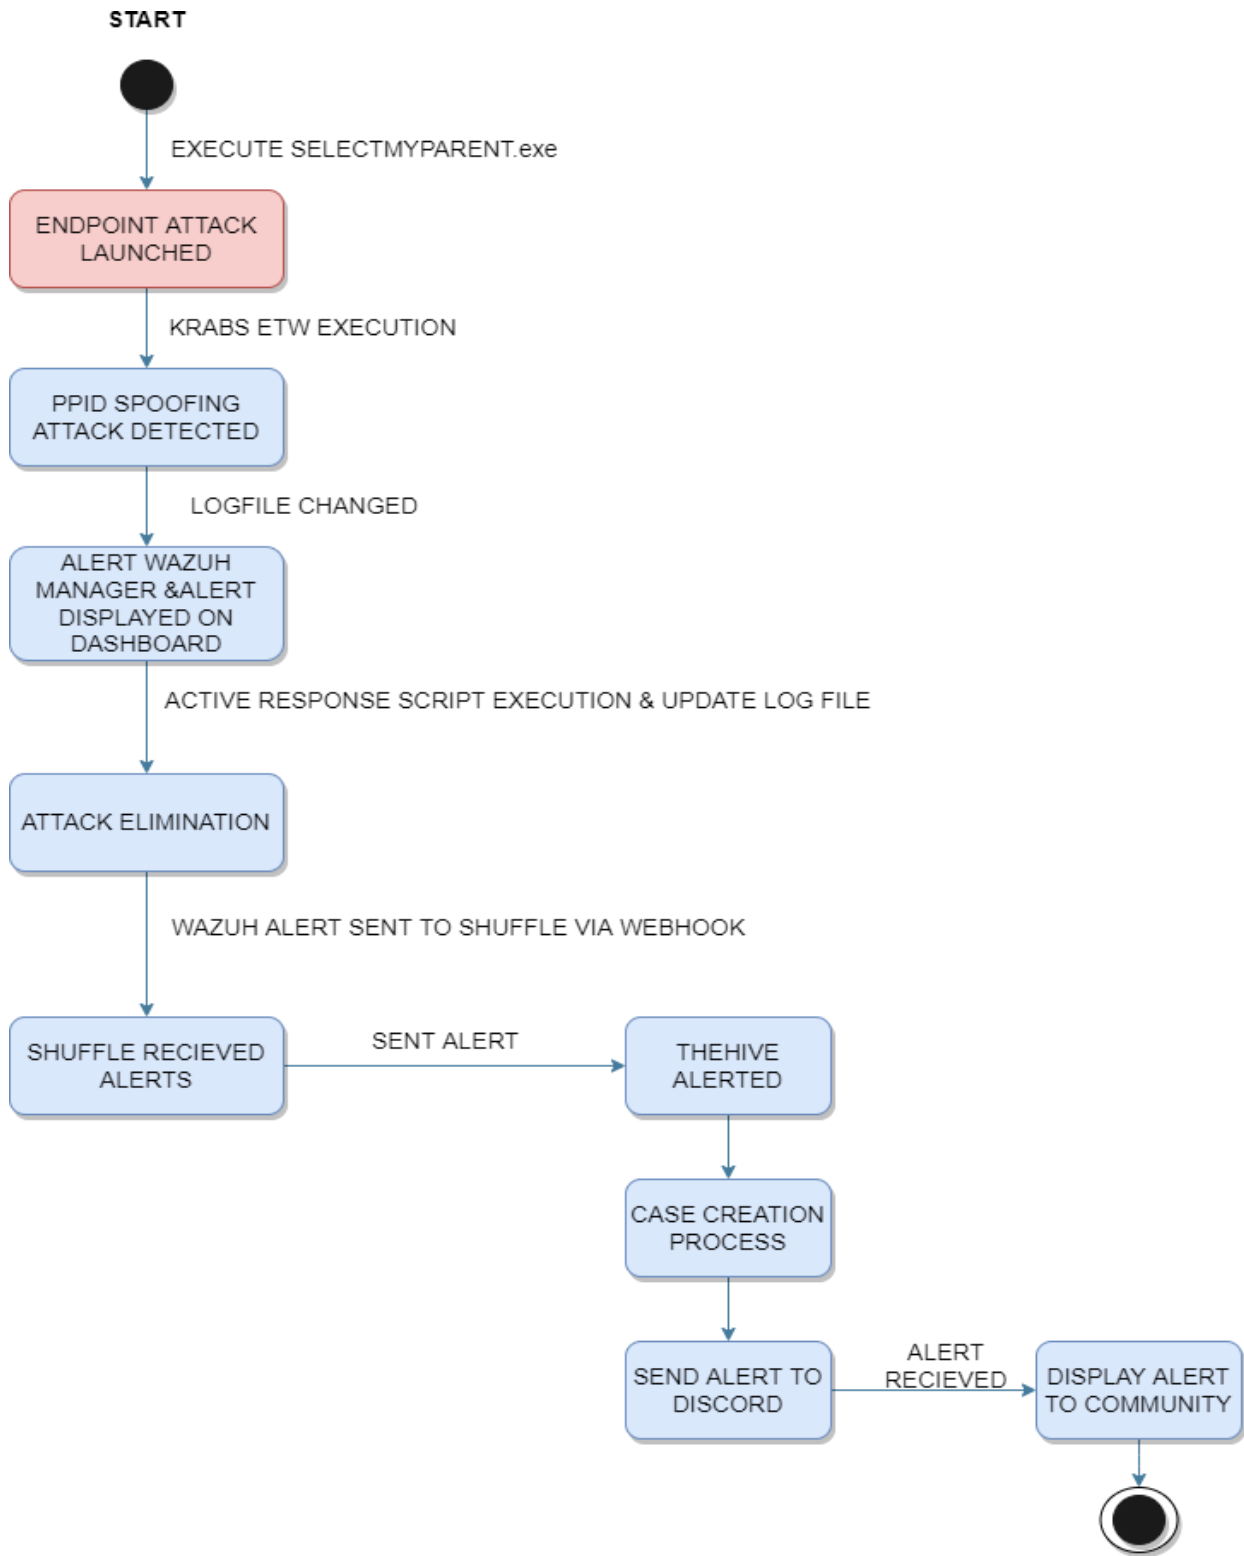 START
EXECUTE SELECTMYPARENT.exe
ENDPOINT ATTACK
LAUNCHED
KRABS ETW EXECUTION
PPID SPOOFING
ATTACK DETECTED
LOGFILE CHANGED
ALERT WAZUH
MANAGER &ALERT
DISPLAYED ON
DASHBOARD
ACTIVE RESPONSE SCRIPT EXECUTION & UPDATE LOG FILE
ATTACK ELIMINATION
WAZUH ALERT SENT TO SHUFFLE VIA WEBHOOK
SHUFFLE RECIEVED
ALERTS
SENT ALERT
THEHIVE
ALERTED
CASE CREATION
PROCESS
SEND ALERT TO
DISCORD
ALERT
RECIEVED
DISPLAY ALERT
TO COMMUNITY